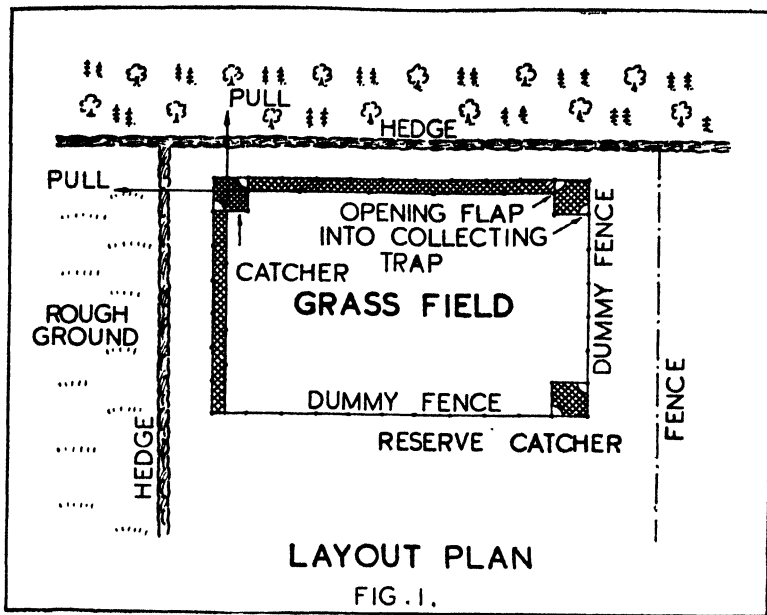 PULL
HEDGE
PULL
OPENING FLAP
INTO COLLECTING
TRAP
CATCHER
DUMMY FENCE
GRASS FIELD
ROUGH
GROUND
DUMMY FENCE
FENCE
RESERVE CATCHER
HEDGE
LAYOUT PLAN
FIG.1.